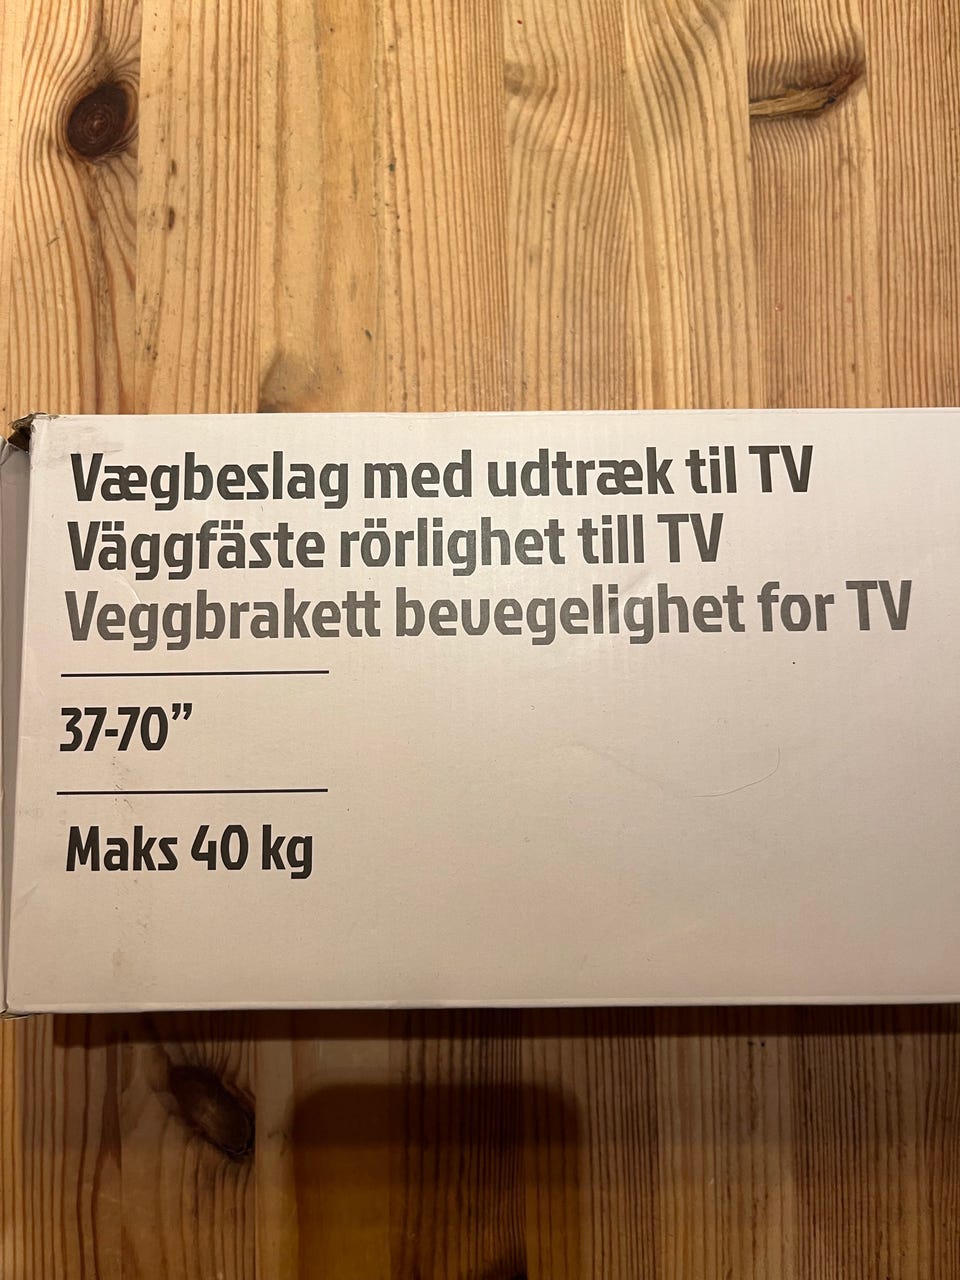 Vægbeslag med udtræk til TV
Väggfäste rörlighet till TV
Veggbrakett bevegelighet for TV
37-70”
Maks 40 kg